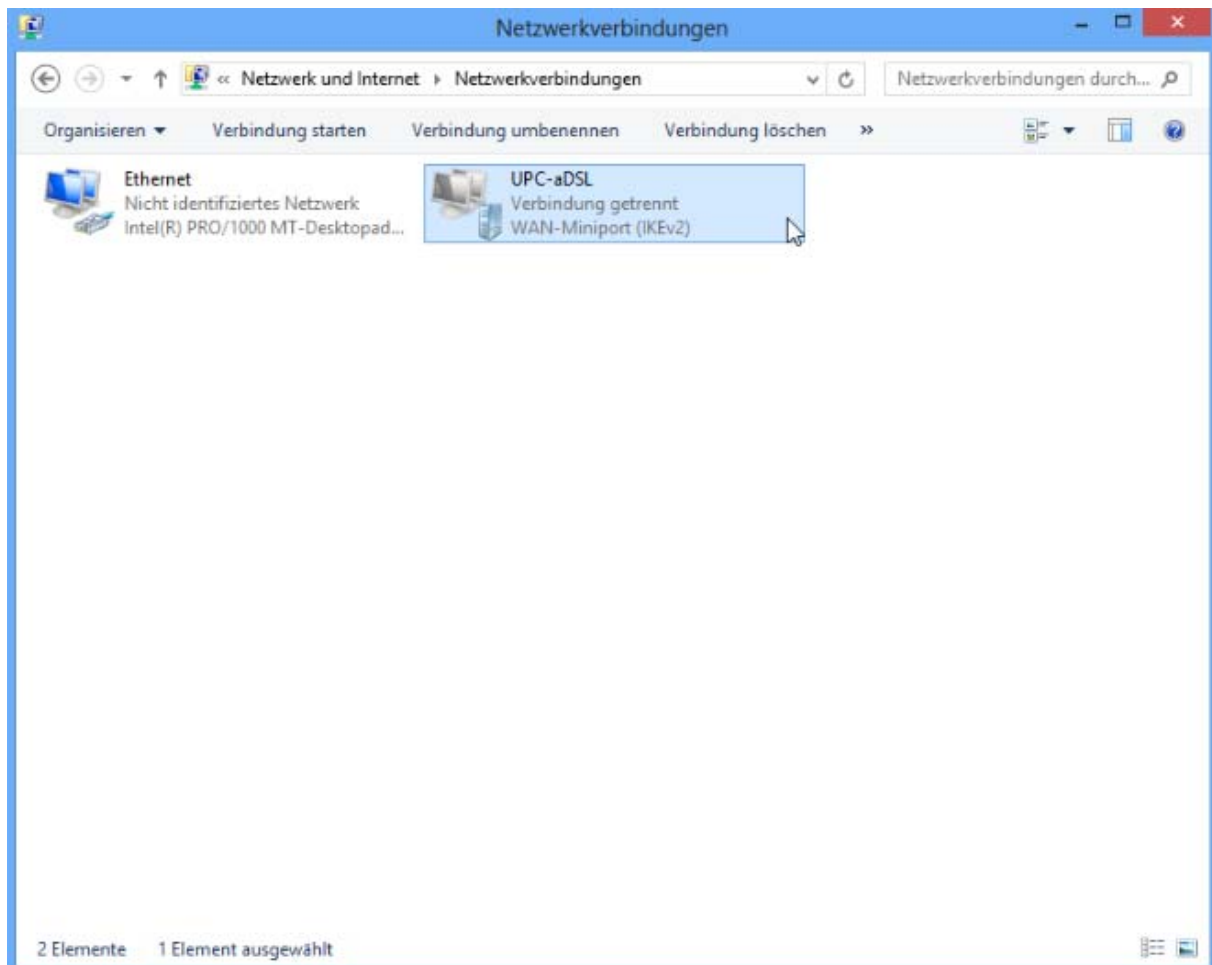 Netzwerkverbindungen
« Netzwerk und Internet Netzwerkverbindungen
Netzwerkverbindungen durch...
Organisieren Verbindung starten Verbindung umbenennen Verbindung löschen »
Ethernet
Nicht identifiziertes Netzwerk
Intel(R) PRO/1000 MT-Desktopad...
UPC-aDSL
Verbindung getrennt
WAN-Miniport (IKEv2)
2 Elemente 1 Element ausgewählt